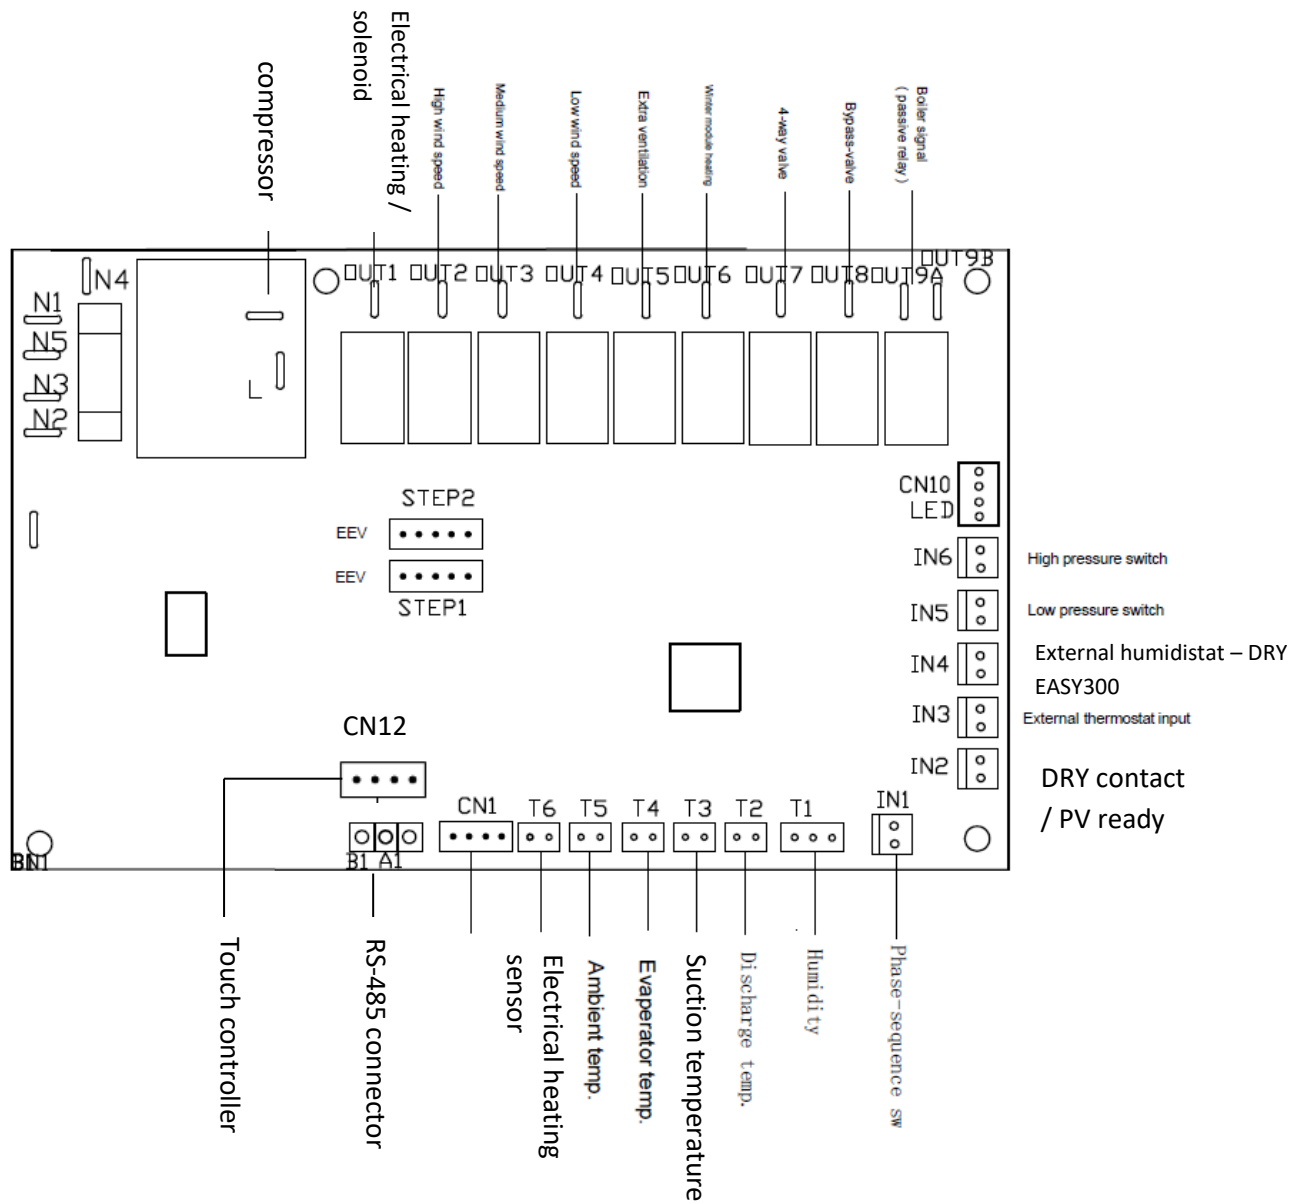 compressor
Electrical heating /
solenoid
High wind speed
Medium wind speed
Low wind speed
Extra ventilation
Winter module heating
4-way valve
Bypass-valve
Boiler signal
( passive relay )
N4
N1
N5
N3
N2
L
OUT1
OUT2
OUT3
OUT4
OUT5
OUT6
OUT7
OUT8
OUT9A
OUT9B
STEP2
EEV
EEV
STEP1
CN10
LED
IN6
High pressure switch
IN5
Low pressure switch
IN4
External humidistat – DRY
EASY300
IN3
External thermostat input
IN2
DRY contact
/ PV ready
CN12
CN1
T6
T5
T4
T3
T2
T1
IN1
B1 A1
Touch controller
RS-485 connector
Electrical heating
sensor
Ambient temp.
Evaperator temp.
Suction temperature
Discharge temp.
Humidity
Phase-sequence sw